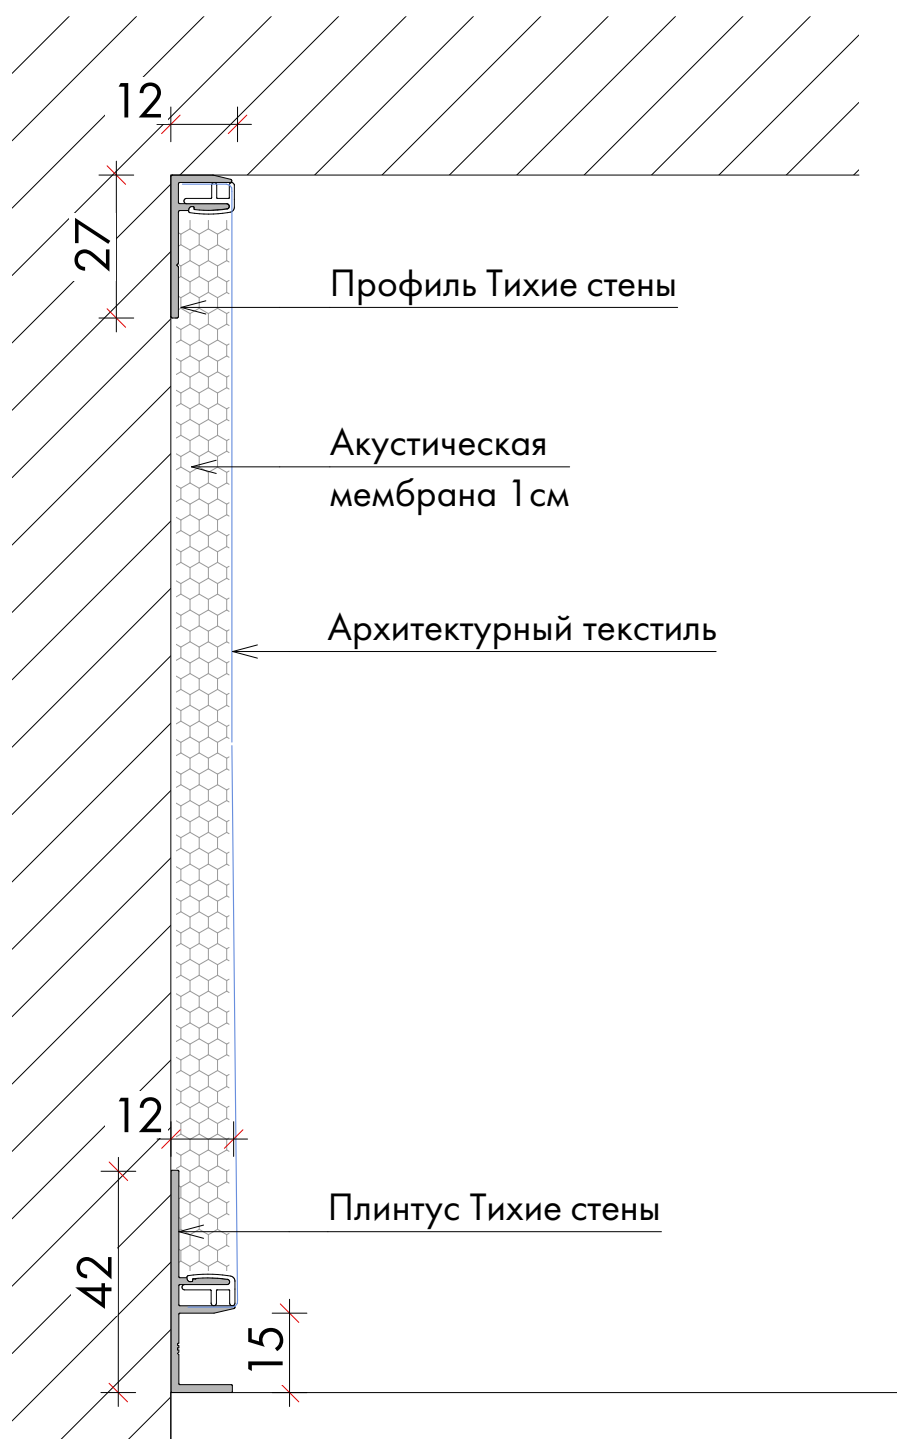 12
27
Профиль Тихие стены
Акустическая
мембрана 1см
Архитектурный текстиль
12
Плинтус Тихие стены
42
15